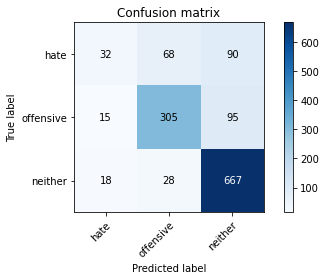 Confusion matrix
True label
hate 32 68 90
offensive 15 305 95
neither 18 28 667
hate offensive neither
Predicted label
600
500
400
300
200
100